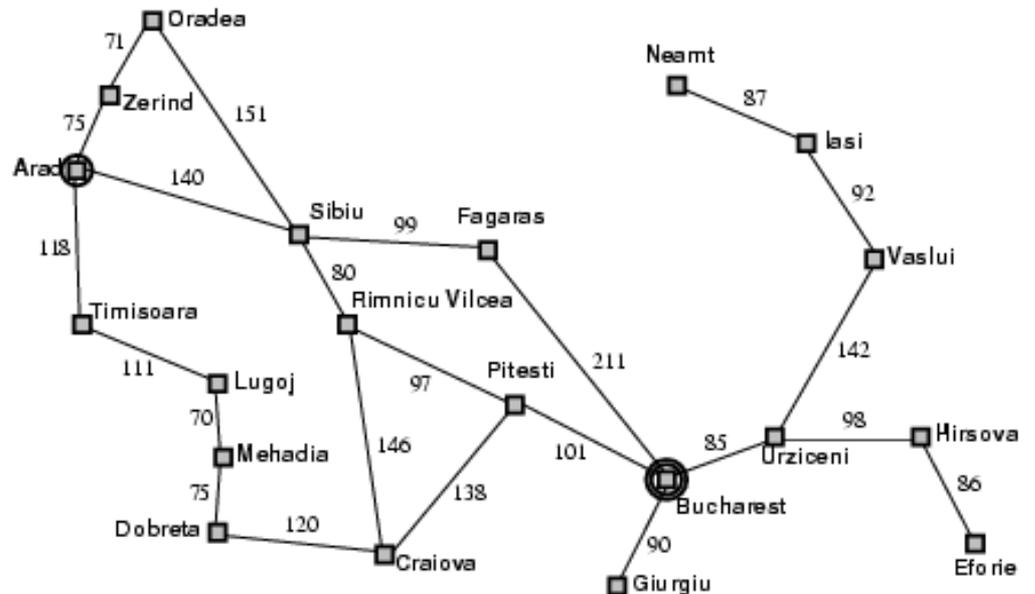 Oradea
71
Neamt
Zerind
87
151
75
Iasi
Arad
140
92
Sibiu
Fagaras
99
118
Vaslui
80
Timisoara
Rimnicu Vilcea
142
111
Lugoj
97
Pitesti
211
70
146
98
Hirsova
85
Mehadia
101
Urziceni
75
138
86
Bucharest
Dobreta
120
90
Craiova
Eforie
Giurgiu